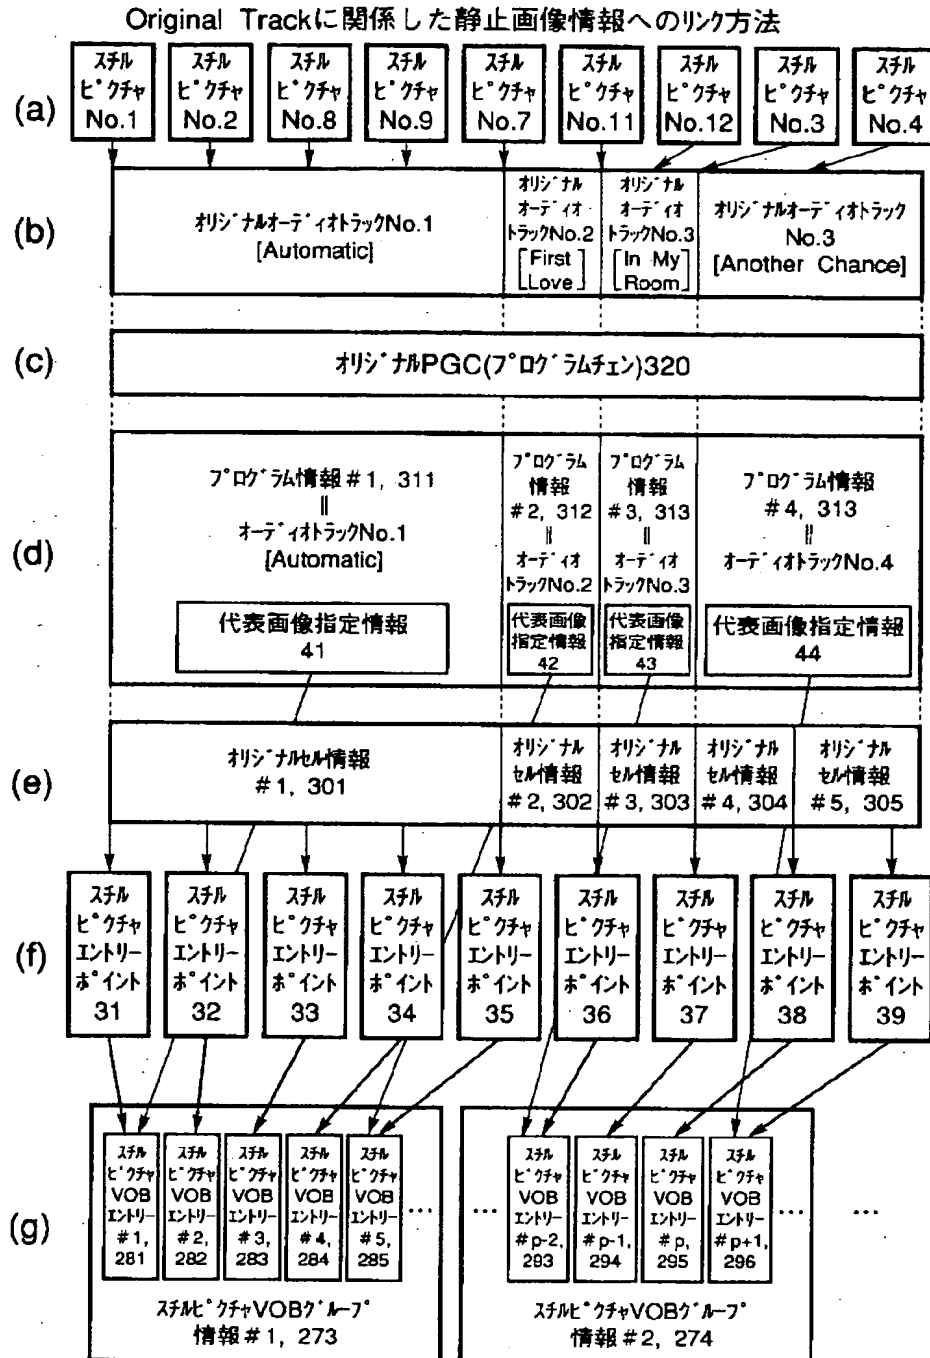 Original Trackに関係した静止画像情報へのリンク方法
(a)
スチル
ピクチャ
No.1
スチル
ピクチャ
No.2
スチル
ピクチャ
No.8
スチル
ピクチャ
No.9
スチル
ピクチャ
No.7
スチル
ピクチャ
No.11
スチル
ピクチャ
No.12
スチル
ピクチャ
No.3
スチル
ピクチャ
No.4
(b)
オリジナルオーディオトラックNo.1
[Automatic]
オリジナル
オーディオ
トラックNo.2
[First
Love]
オリジナル
オーディオ
トラックNo.3
[In My
Room]
オリジナルオーディオトラック
No.3
[Another Chance]
(c)
オリジナルPGC(プログラムチェン)320
(d)
プログラム情報#1, 311
||
オーディオトラックNo.1
[Automatic]
代表画像指定情報
41
プログラム
情報
#2, 312
||
オーディオ
トラックNo.2
代表画像
指定情報
42
プログラム
情報
#3, 313
||
オーディオ
トラックNo.3
代表画像
指定情報
43
プログラム情報
#4, 313
||
オーディオトラックNo.4
代表画像指定情報
44
(e)
オリジナルセル情報
#1, 301
オリジナル
セル情報
#2, 302
オリジナル
セル情報
#3, 303
オリジナル
セル情報
#4, 304
オリジナル
セル情報
#5, 305
(f)
スチル
ピクチャ
エントリー
ポイント
31
スチル
ピクチャ
エントリー
ポイント
32
スチル
ピクチャ
エントリー
ポイント
33
スチル
ピクチャ
エントリー
ポイント
34
スチル
ピクチャ
エントリー
ポイント
35
スチル
ピクチャ
エントリー
ポイント
36
スチル
ピクチャ
エントリー
ポイント
37
スチル
ピクチャ
エントリー
ポイント
38
スチル
ピクチャ
エントリー
ポイント
39
(g)
スチル
ピクチャ
VOB
エントリー
#1,
281
スチル
ピクチャ
VOB
エントリー
#2,
282
スチル
ピクチャ
VOB
エントリー
#3,
283
スチル
ピクチャ
VOB
エントリー
#4,
284
スチル
ピクチャ
VOB
エントリー
#5,
285
…
スチルピクチャVOBグループ
情報#1, 273
…
スチル
ピクチャ
VOB
エントリー
#p-2,
293
スチル
ピクチャ
VOB
エントリー
#p-1,
294
スチル
ピクチャ
VOB
エントリー
#p,
295
スチル
ピクチャ
VOB
エントリー
#p+1,
296
…
スチルピクチャVOBグループ
情報#2, 274
…